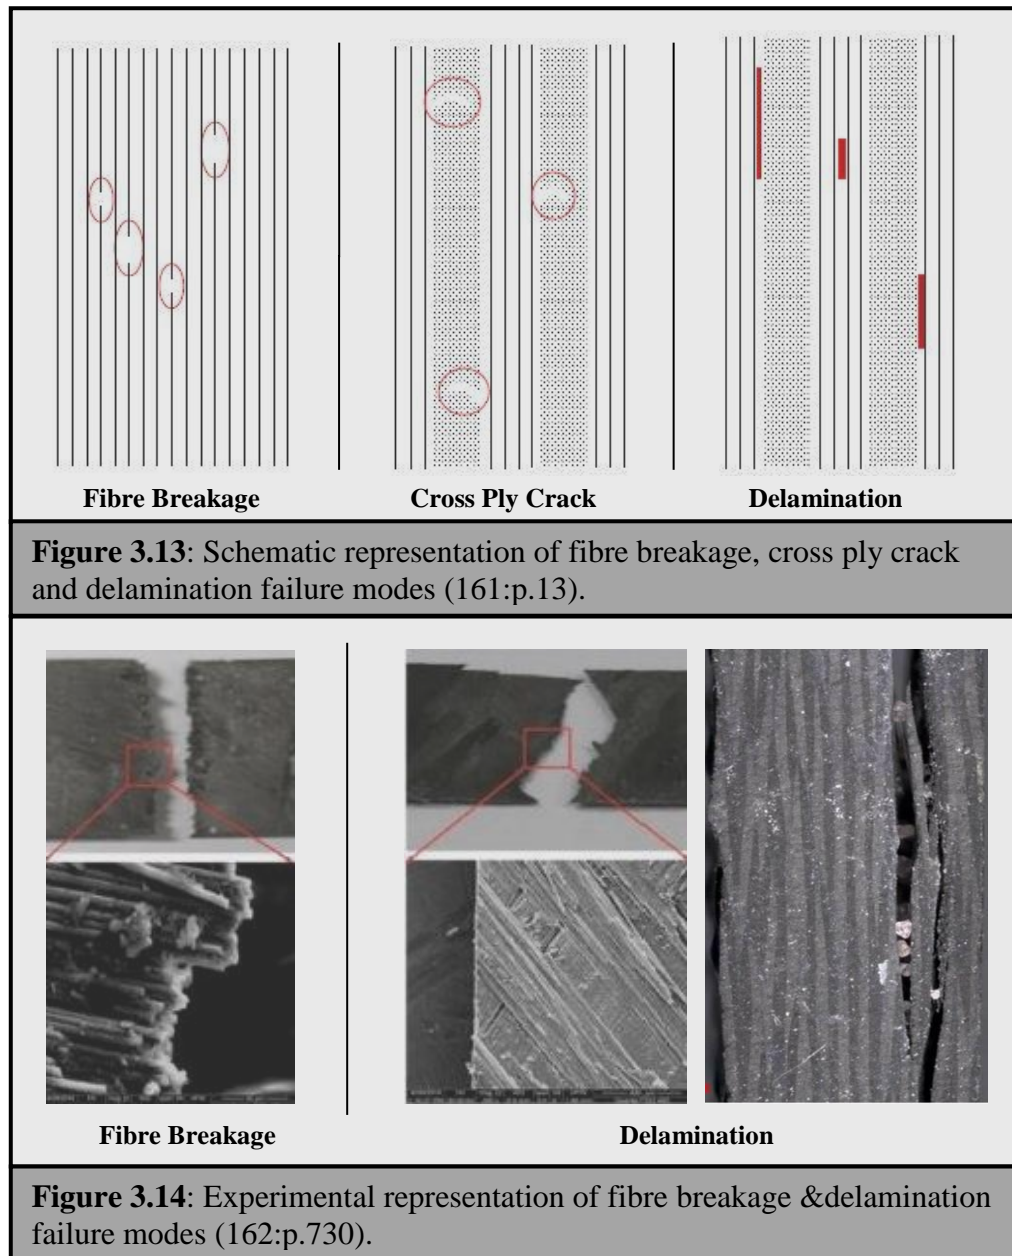 Fibre Breakage
Cross Ply Crack
Delamination
Figure 3.13: Schematic representation of fibre breakage, cross ply crack
and delamination failure modes (161:p.13).
Fibre Breakage
Delamination
Figure 3.14: Experimental representation of fibre breakage &delamination
failure modes (162:p.730).